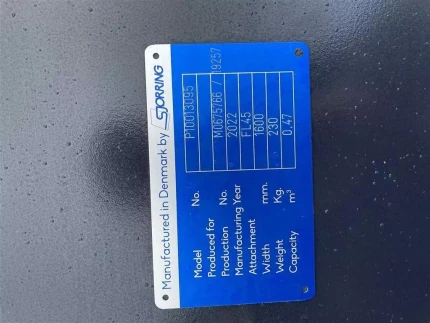 Manufactured in Denmark by SJØRRING
Model No. P10013095
Produced for
Production No. M0675766 / 19257
Manufacturing Year 2022
Attachment FL45
Width mm. 1600
Weight Kg. 230
Capacity m³ 0.47